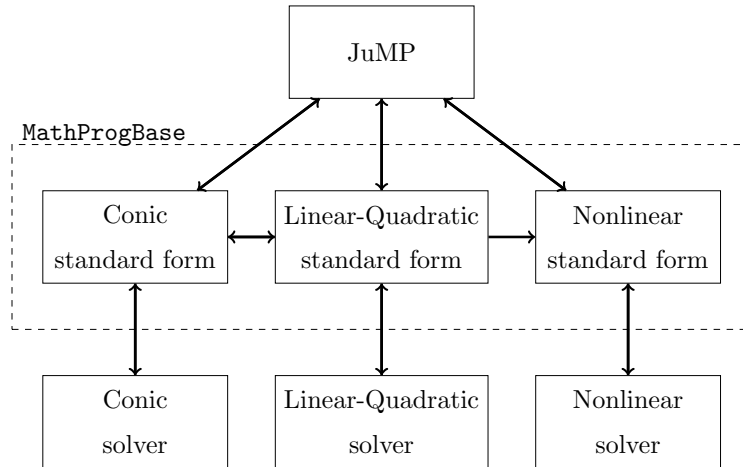 JuMP
MathProgBase
Conic
standard form
Linear-Quadratic
standard form
Nonlinear
standard form
Conic
solver
Linear-Quadratic
solver
Nonlinear
solver